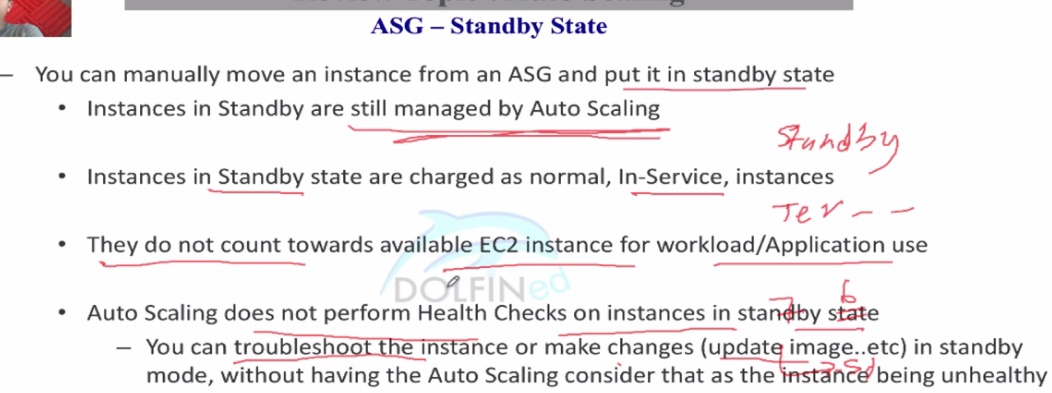 ASG – Standby State
– You can manually move an instance from an ASG and put it in standby state
• Instances in Standby are still managed by Auto Scaling
Standby
• Instances in Standby state are charged as normal, In-Service, instances
Ter - -
• They do not count towards available EC2 instance for workload/Application use
DOLFINed
6
7
• Auto Scaling does not perform Health Checks on instances in standby state
– You can troubleshoot the instance or make changes (update image..etc) in standby
mode, without having the Auto Scaling consider that as the instance being unhealthy